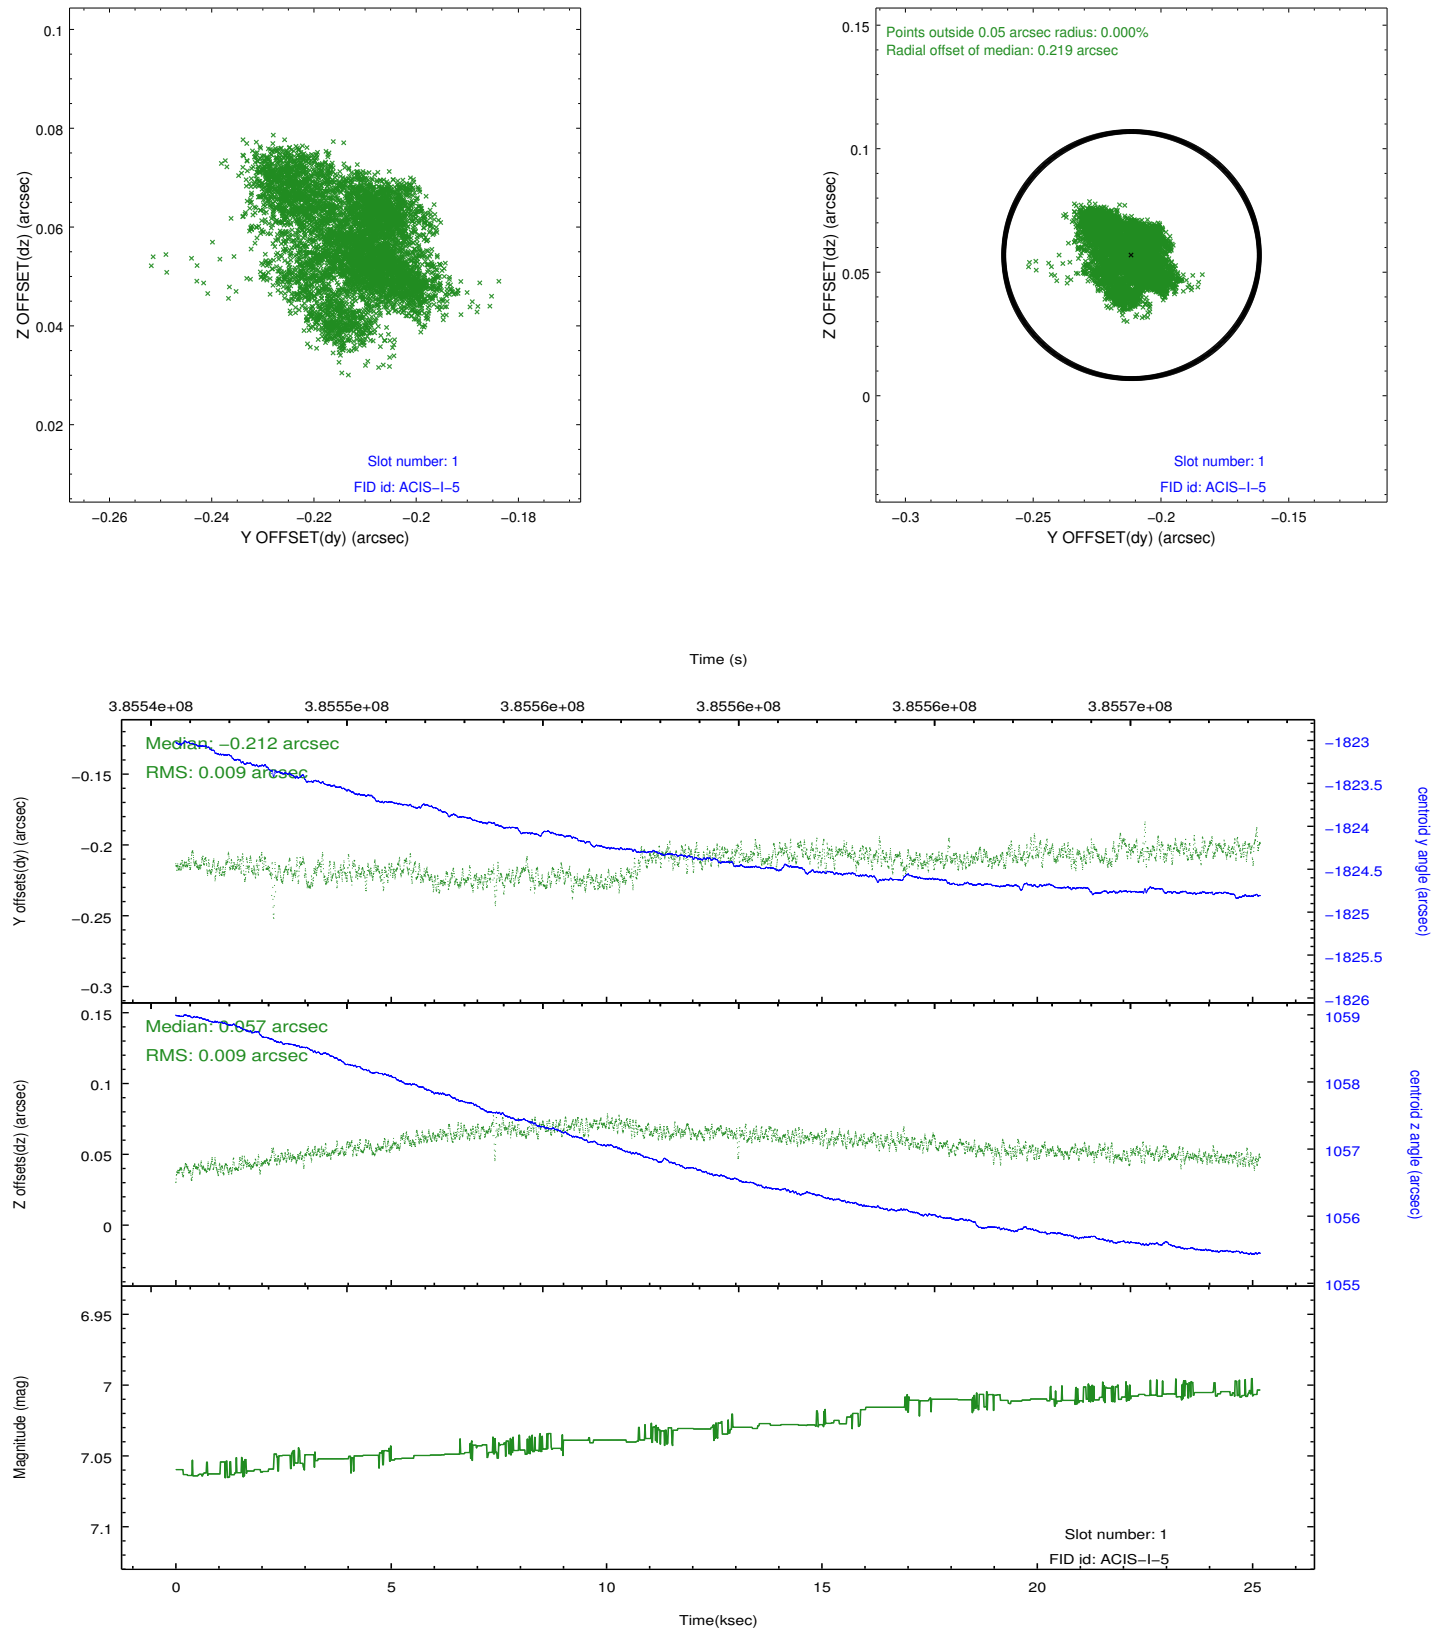 0.1
0.08
0.06
0.04
0.02
Z OFFSET(dz) (arcsec)
Slot number: 1
FID id: ACIS−I−5
−0.26 −0.24 −0.22 −0.2 −0.18
Y OFFSET(dy) (arcsec)
Points outside 0.05 arcsec radius: 0.000%
Radial offset of median: 0.219 arcsec
0.15
0.1
0.05
0
Z OFFSET(dz) (arcsec)
Slot number: 1
FID id: ACIS−I−5
−0.3 −0.25 −0.2 −0.15
Y OFFSET(dy) (arcsec)
Time (s)
3.8554e+08 3.8555e+08 3.8556e+08 3.8556e+08 3.8556e+08 3.8557e+08
Median: −0.212 arcsec
RMS: 0.009 arcsec
−0.15
−0.2
−0.25
−0.3
Y offsets(dy) (arcsec)
−1823
−1823.5
−1824
−1824.5
−1825
−1825.5
−1826
centroid y angle (arcsec)
Median: 0.057 arcsec
RMS: 0.009 arcsec
0.15
0.1
0.05
0
Z offsets(dz) (arcsec)
1059
1058
1057
1056
1055
centroid z angle (arcsec)
6.95
7
7.05
7.1
Magnitude (mag)
Slot number: 1
FID id: ACIS−I−5
0 5 10 15 20 25
Time(ksec)